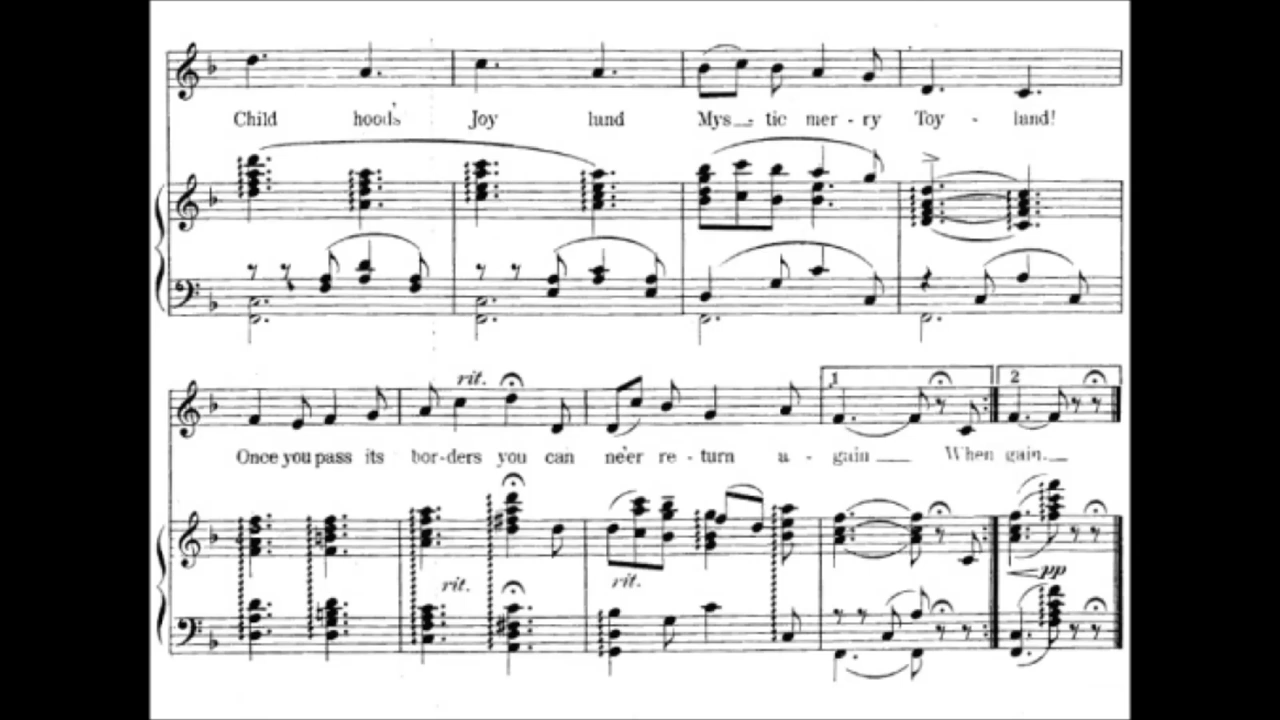 Child hood's Joy land Mys - tic mer - ry Toy - land!
rit.
1 2
Once you pass its bor-ders you can ne'er re - turn a - gain When gain.
rit. rit. pp